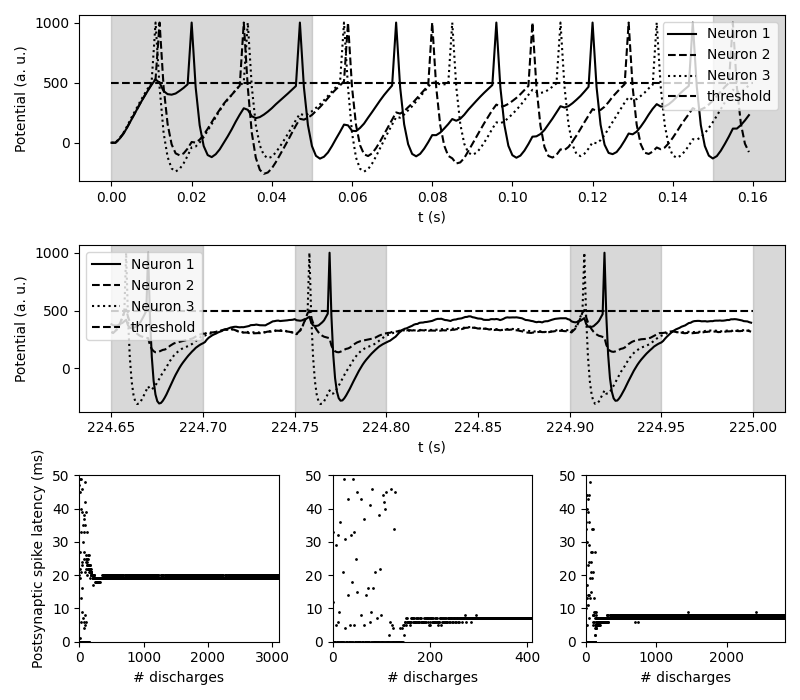 1000
500
0
Potential (a. u.)
Neuron 1
Neuron 2
Neuron 3
threshold
0.00 0.02 0.04 0.06 0.08 0.10 0.12 0.14 0.16
t (s)
1000
500
0
Potential (a. u.)
Neuron 1
Neuron 2
Neuron 3
threshold
224.65 224.70 224.75 224.80 224.85 224.90 224.95 225.00
t (s)
Postsynaptic spike latency (ms)
50
40
30
20
10
0
0 1000 2000 3000
# discharges
50
40
30
20
10
0
0 200 400
# discharges
50
40
30
20
10
0
0 1000 2000
# discharges